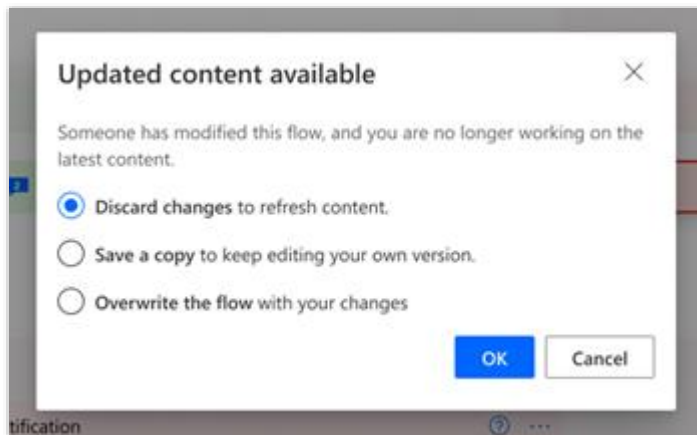 Updated content available
Someone has modified this flow, and you are no longer working on the
latest content.
2
Discard changes to refresh content.
Save a copy to keep editing your own version.
Overwrite the flow with your changes
OK Cancel
tification